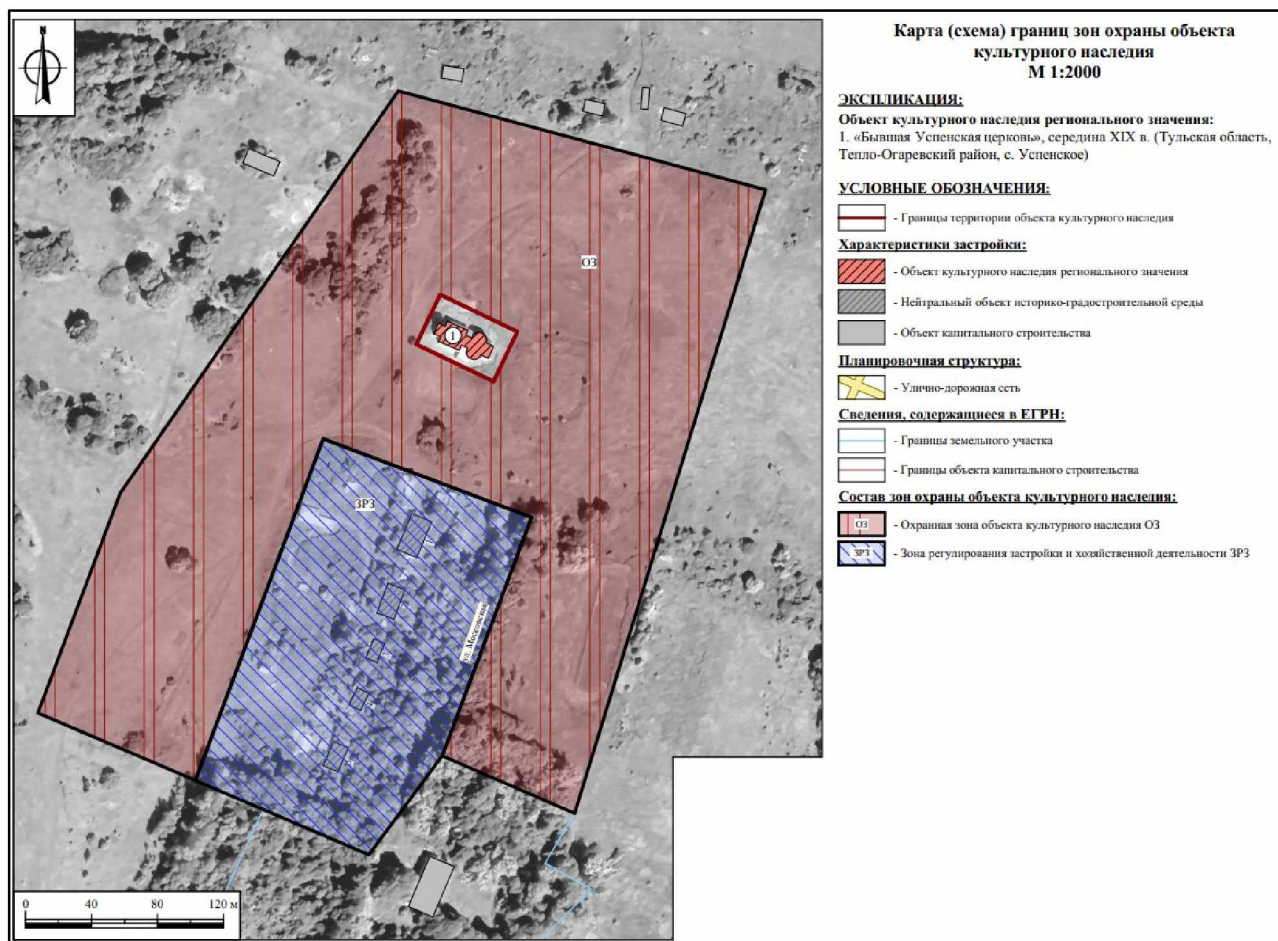 Карта (схема) границ зон охраны объекта
культурного наследия
М 1:2000
ЭКСПЛИКАЦИЯ:
Объект культурного наследия регионального значения:
1. «Бывшая Успенская церковь», середина XIX в. (Тульская область,
Тепло-Огаревский район, с. Успенское)
УСЛОВНЫЕ ОБОЗНАЧЕНИЯ:
- Границы территории объекта культурного наследия
Характеристики застройки:
- Объект культурного наследия регионального значения
- Нейтральный объект историко-градостроительной среды
- Объект капитального строительства
Планировочная структура:
- Улично-дорожная сеть
Сведения, содержащиеся в ЕГРН:
- Границы земельного участка
- Границы объекта капитального строительства
Состав зон охраны объекта культурного наследия:
ОЗ - Охранная зона объекта культурного наследия ОЗ
ЗРЗ - Зона регулирования застройки и хозяйственной деятельности ЗРЗ
N
ОЗ
1
ЗРЗ
ул. Московская
0 40 80 120 м